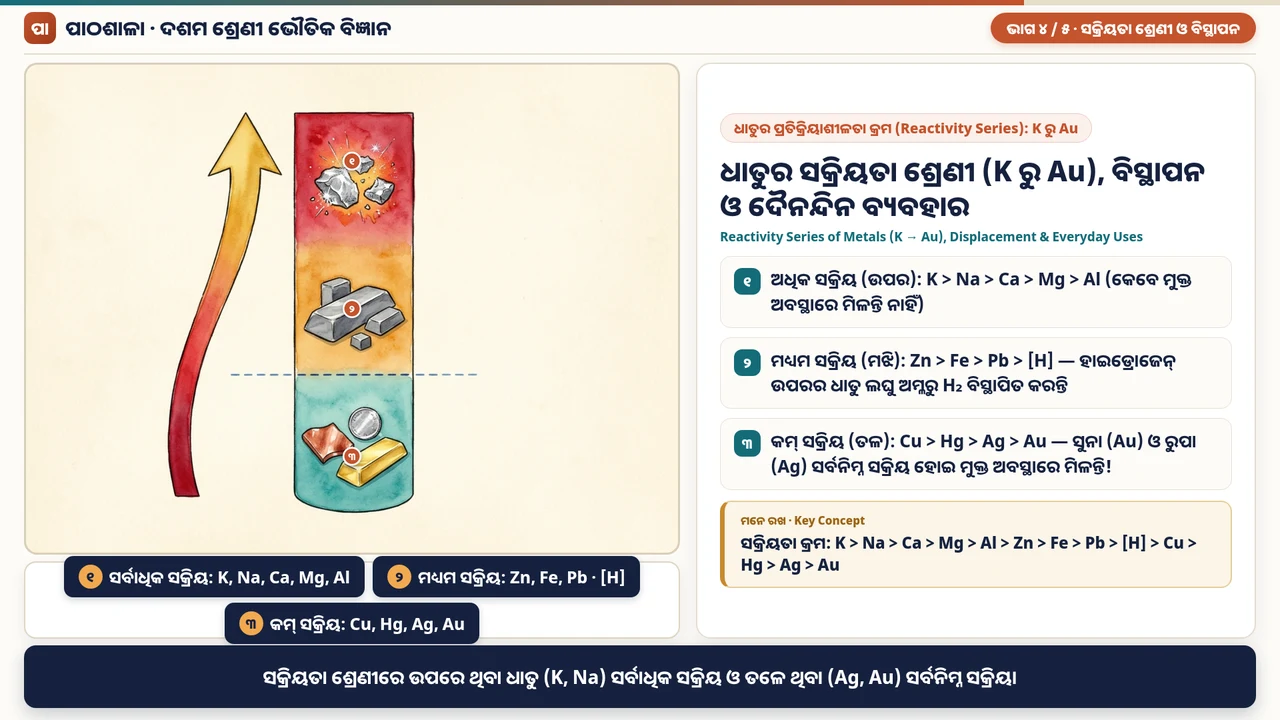 ପା ପାଠଶାଳା · ଦଶମ ଶ୍ରେଣୀ ଭୌତିକ ବିଜ୍ଞାନ
ଭାଗ ୪ / ୫ · ସକ୍ରିୟତା ଶ୍ରେଣୀ ଓ ବିସ୍ଥାପନ
୧
୨
୩
୧ ସର୍ବାଧିକ ସକ୍ରିୟ: K, Na, Ca, Mg, Al
୨ ମଧ୍ୟମ ସକ୍ରିୟ: Zn, Fe, Pb · [H]
୩ କମ୍ ସକ୍ରିୟ: Cu, Hg, Ag, Au
ଧାତୁର ପ୍ରତିକ୍ରିୟାଶୀଳତା କ୍ରମ (Reactivity Series): K ରୁ Au
ଧାତୁର ସକ୍ରିୟତା ଶ୍ରେଣୀ (K ରୁ Au), ବିସ୍ଥାପନ
ଓ ଦୈନନ୍ଦିନ ବ୍ୟବହାର
Reactivity Series of Metals (K → Au), Displacement & Everyday Uses
୧ ଅଧିକ ସକ୍ରିୟ (ଉପର): K > Na > Ca > Mg > Al (କେବେ ମୁକ୍ତ
ଅବସ୍ଥାରେ ମିଳନ୍ତି ନାହିଁ)
୨ ମଧ୍ୟମ ସକ୍ରିୟ (ମଝି): Zn > Fe > Pb > [H] — ହାଇଡ୍ରୋଜେନ୍
ଉପରର ଧାତୁ ଲଘୁ ଅମ୍ଳରୁ H₂ ବିସ୍ଥାପିତ କରନ୍ତି
୩ କମ୍ ସକ୍ରିୟ (ତଳ): Cu > Hg > Ag > Au — ସୁନା (Au) ଓ ରୁପା
(Ag) ସର୍ବନିମ୍ନ ସକ୍ରିୟ ହୋଇ ମୁକ୍ତ ଅବସ୍ଥାରେ ମିଳନ୍ତି!
ମନେ ରଖ · Key Concept
ସକ୍ରିୟତା କ୍ରମ: K > Na > Ca > Mg > Al > Zn > Fe > Pb > [H] > Cu >
Hg > Ag > Au
ସକ୍ରିୟତା ଶ୍ରେଣୀରେ ଉପରେ ଥିବା ଧାତୁ (K, Na) ସର୍ବାଧିକ ସକ୍ରିୟ ଓ ତଳେ ଥିବା (Ag, Au) ସର୍ବନିମ୍ନ ସକ୍ରିୟ।